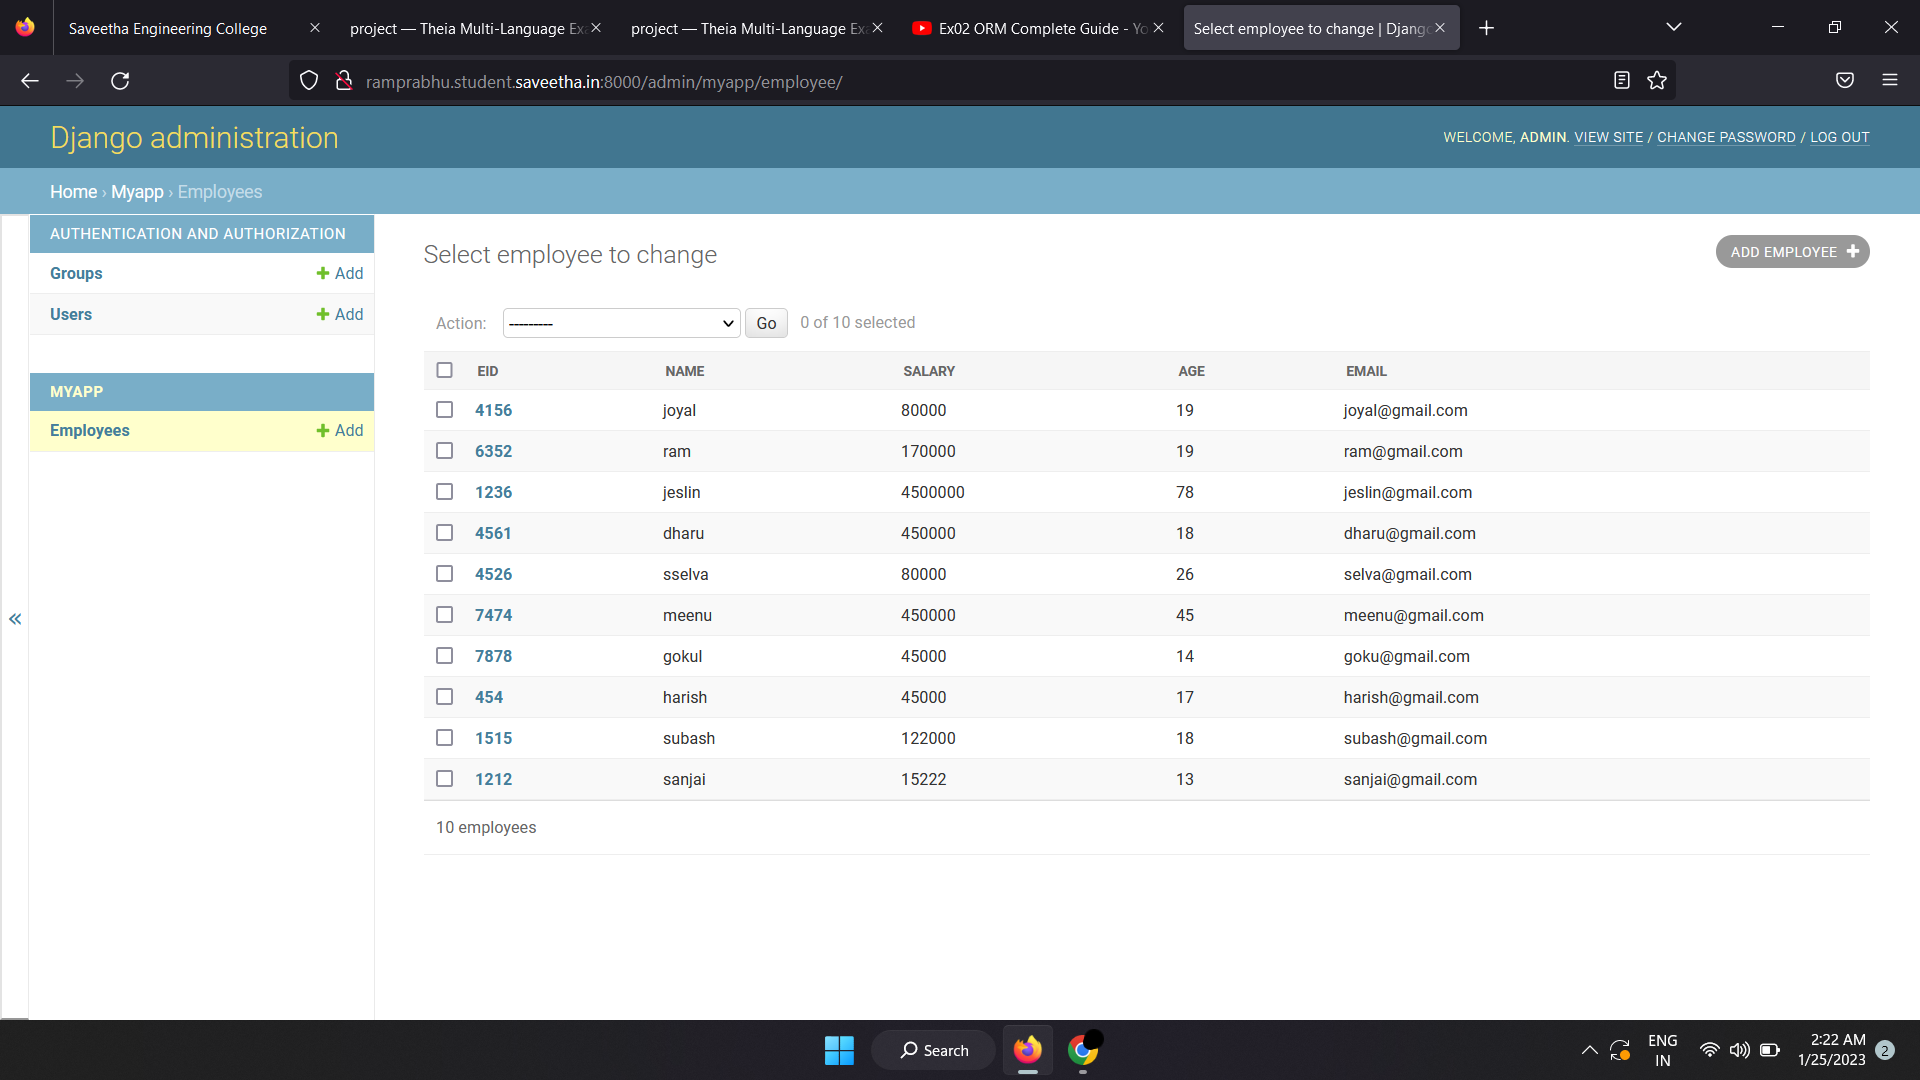 Saveetha Engineering College
project — Theia Multi-Language Exa
project — Theia Multi-Language Exa
Ex02 ORM Complete Guide - Yo
Select employee to change | Django
ramprabhu.student.saveetha.in:8000/admin/myapp/employee/
Django administration
WELCOME, ADMIN. VIEW SITE / CHANGE PASSWORD / LOG OUT
Home › Myapp › Employees
AUTHENTICATION AND AUTHORIZATION
Groups Add
Users Add
MYAPP
Employees Add
«
Select employee to change
ADD EMPLOYEE
Action: --------- Go 0 of 10 selected
EID NAME SALARY AGE EMAIL
4156 joyal 80000 19 joyal@gmail.com
6352 ram 170000 19 ram@gmail.com
1236 jeslin 4500000 78 jeslin@gmail.com
4561 dharu 450000 18 dharu@gmail.com
4526 sselva 80000 26 selva@gmail.com
7474 meenu 450000 45 meenu@gmail.com
7878 gokul 45000 14 goku@gmail.com
454 harish 45000 17 harish@gmail.com
1515 subash 122000 18 subash@gmail.com
1212 sanjai 15222 13 sanjai@gmail.com
10 employees
Search
ENG
IN
2:22 AM
1/25/2023
2